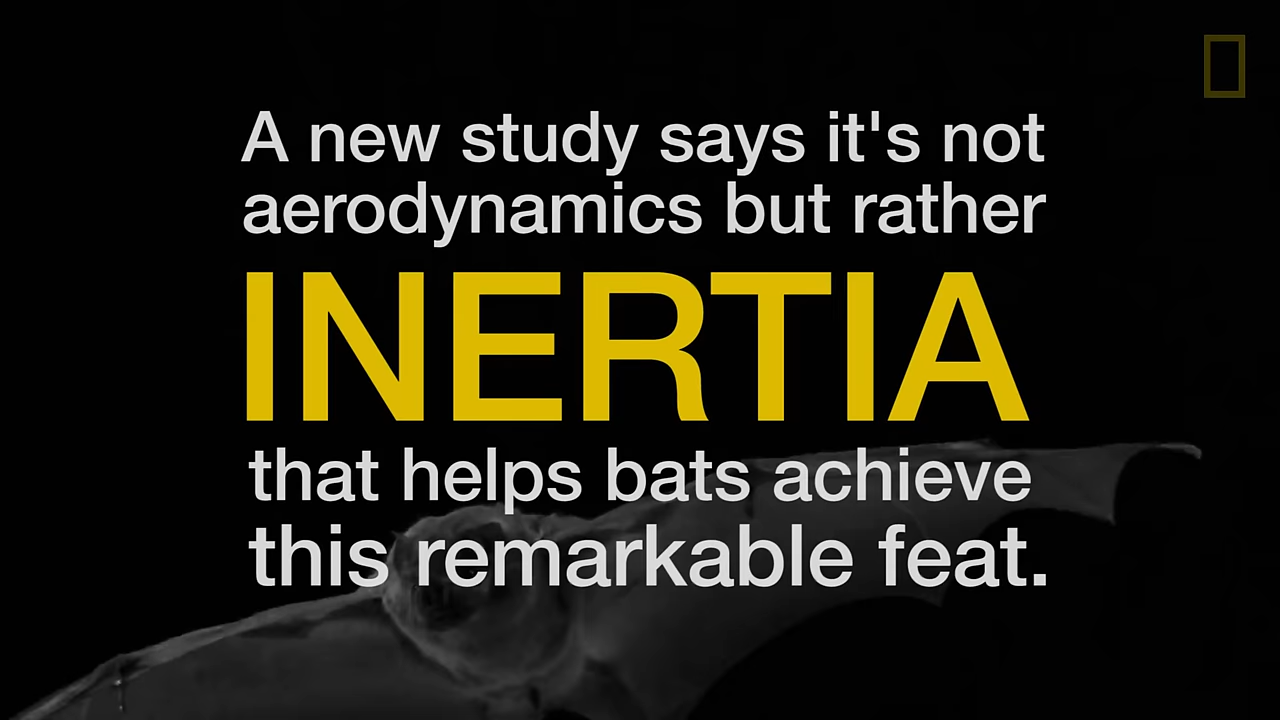 A new study says it's not
aerodynamics but rather
INERTIA
that helps bats achieve
this remarkable feat.